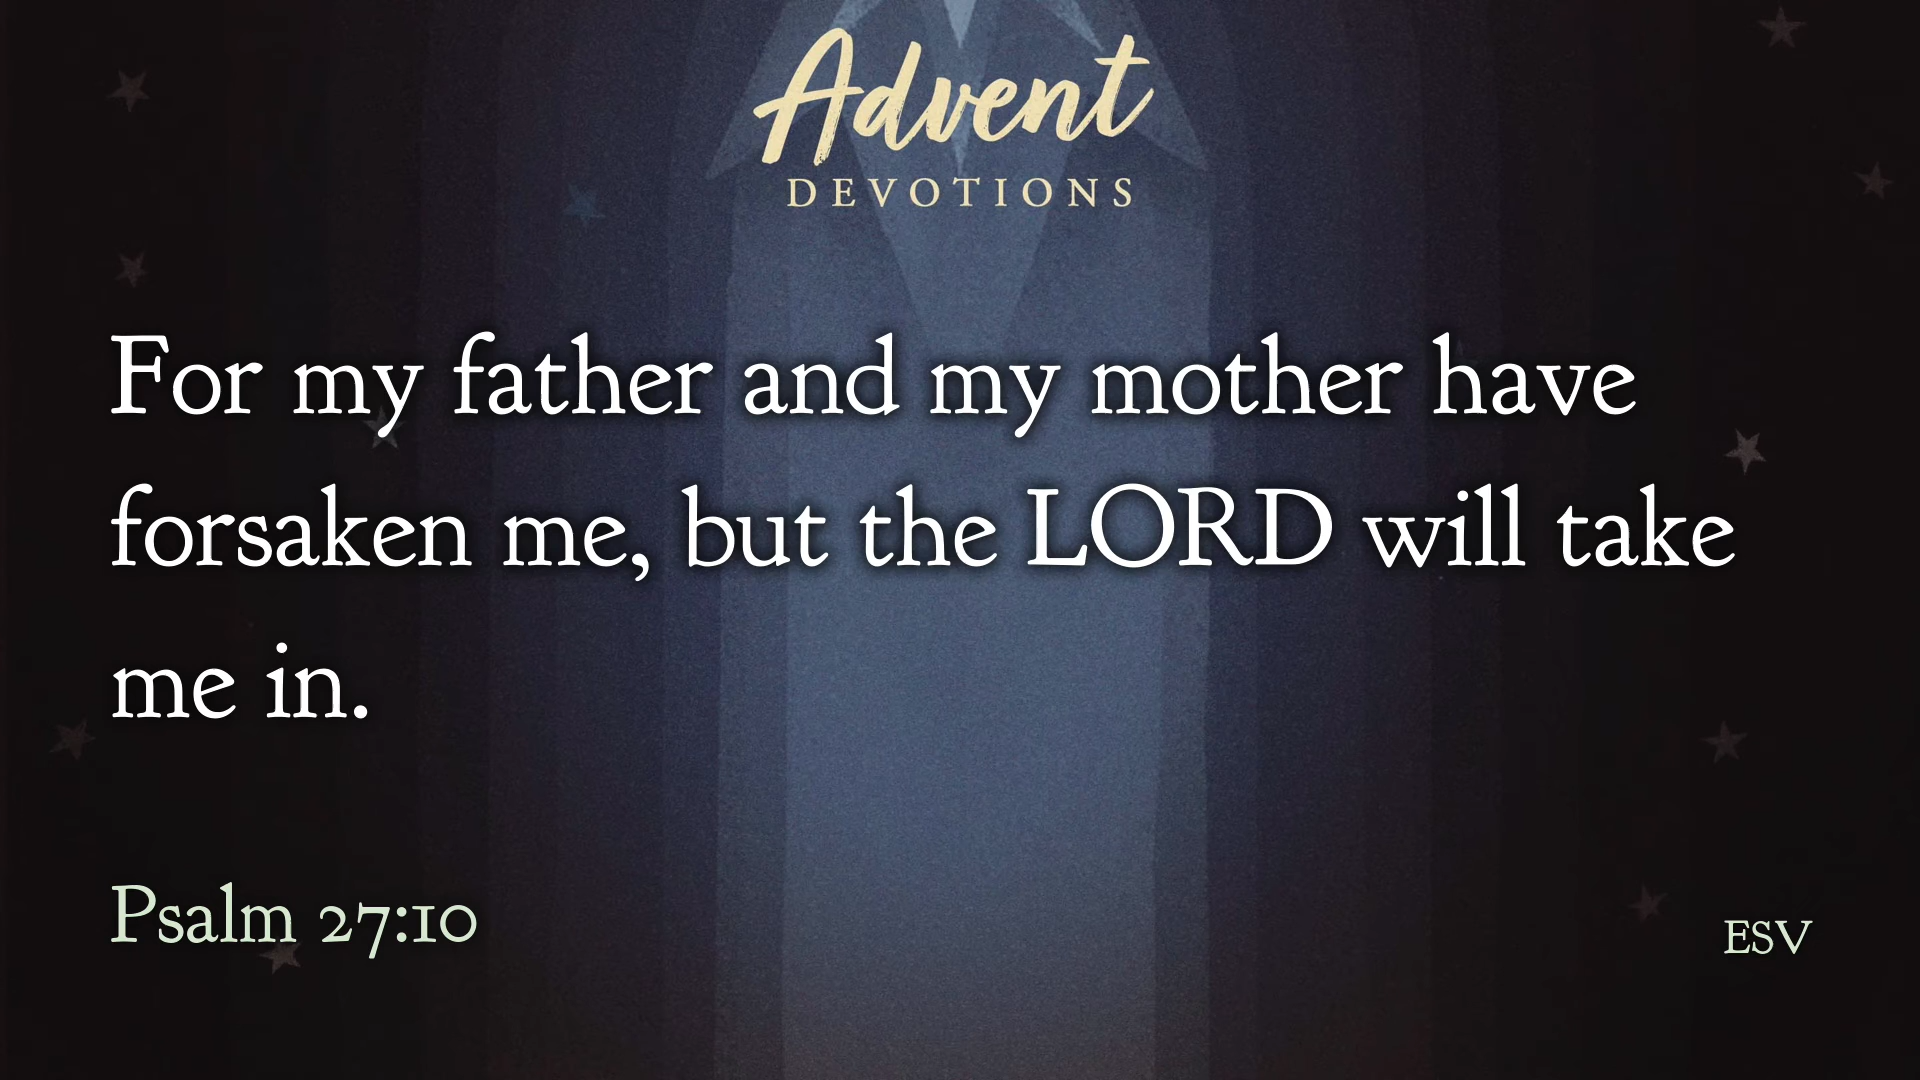 Advent
DEVOTIONS
For my father and my mother have
forsaken me, but the LORD will take
me in.
Psalm 27:10
ESV